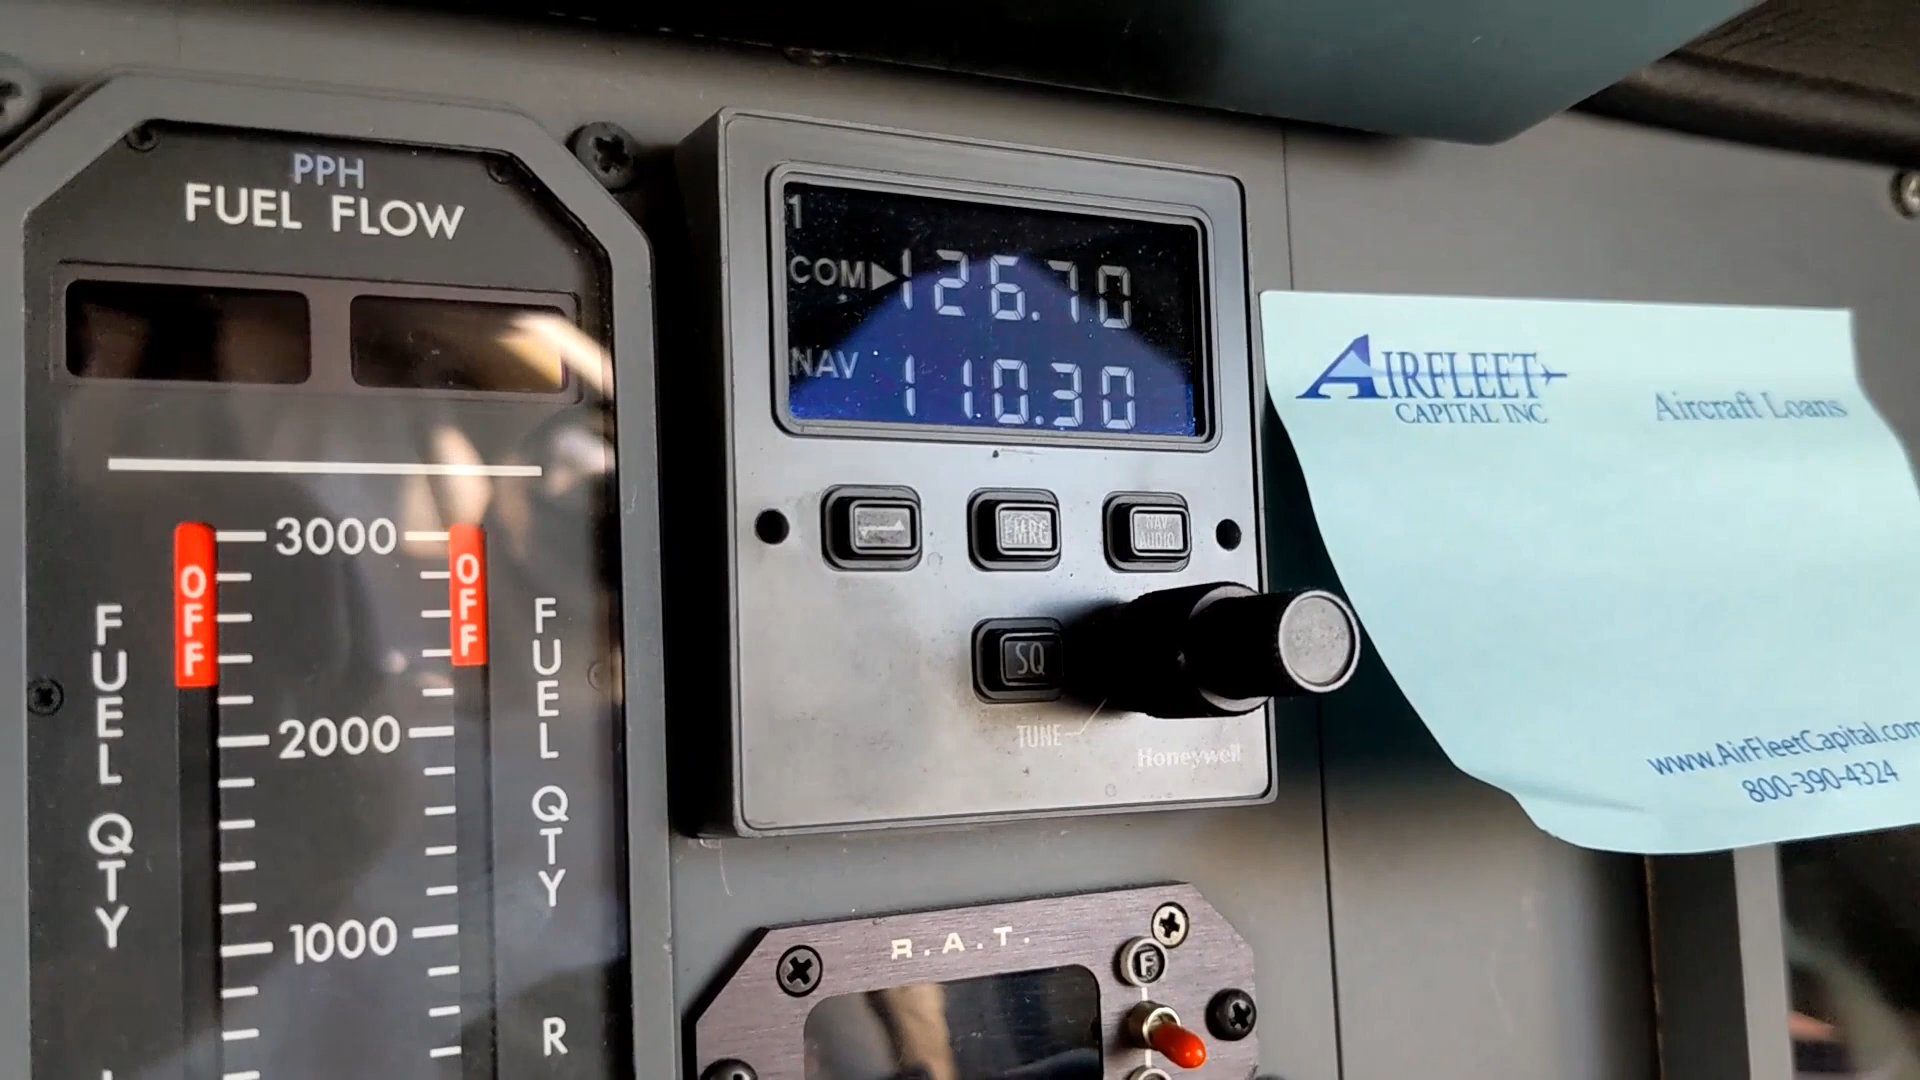 PPH
FUEL FLOW
OFF
3000
OFF
FUEL QTY
2000
FUEL QTY
1000
R
1
COM▶126.70
NAV 110.30
EMRG
NAV
AUDIO
SQ
TUNE
Honeywell
R.A.T.
F
AIRFLEET
CAPITAL INC
Aircraft Loans
www.AirFleetCapital.com
800-390-4324